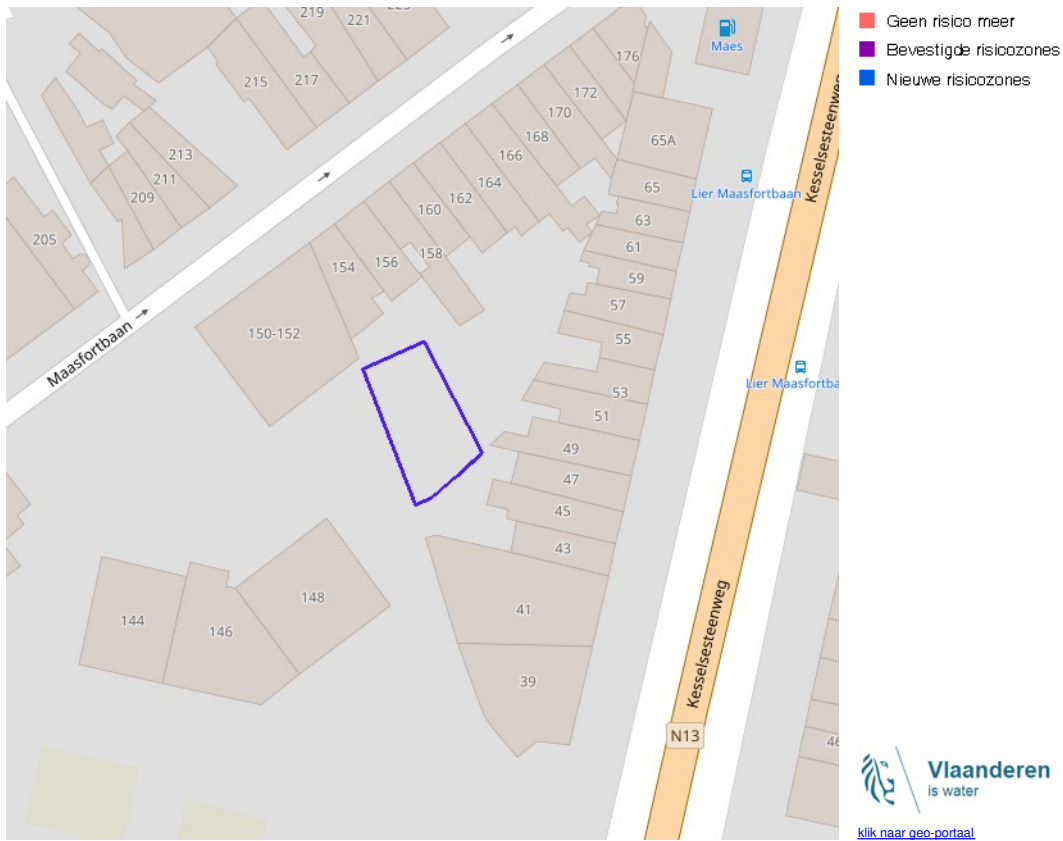 219
221
215
217
213
211
209
205
Maes
176
172
170
168
166
164
162
160
158
156
154
150-152
65A
65
63
61
59
57
55
53
51
49
47
45
43
41
39
148
146
144
Maasfortbaan
Lier Maasfortbaan
Lier Maasfortba
Kesselsesteenweg
Kesselsesteenweg
N13
46
Geen risico meer
Bevestigde risicozones
Nieuwe risicozones
Vlaanderen
is water
klik naar geo-portaal